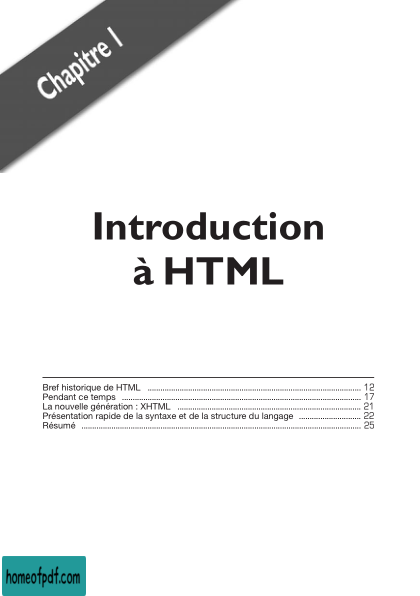 Chapitre 1
Introduction
à HTML
Bref historique de HTML ........ 12
Pendant ce temps ........ 17
La nouvelle génération : XHTML ........ 21
Présentation rapide de la syntaxe et de la structure du langage ........ 22
Résumé ........ 25
homeofpdf.com